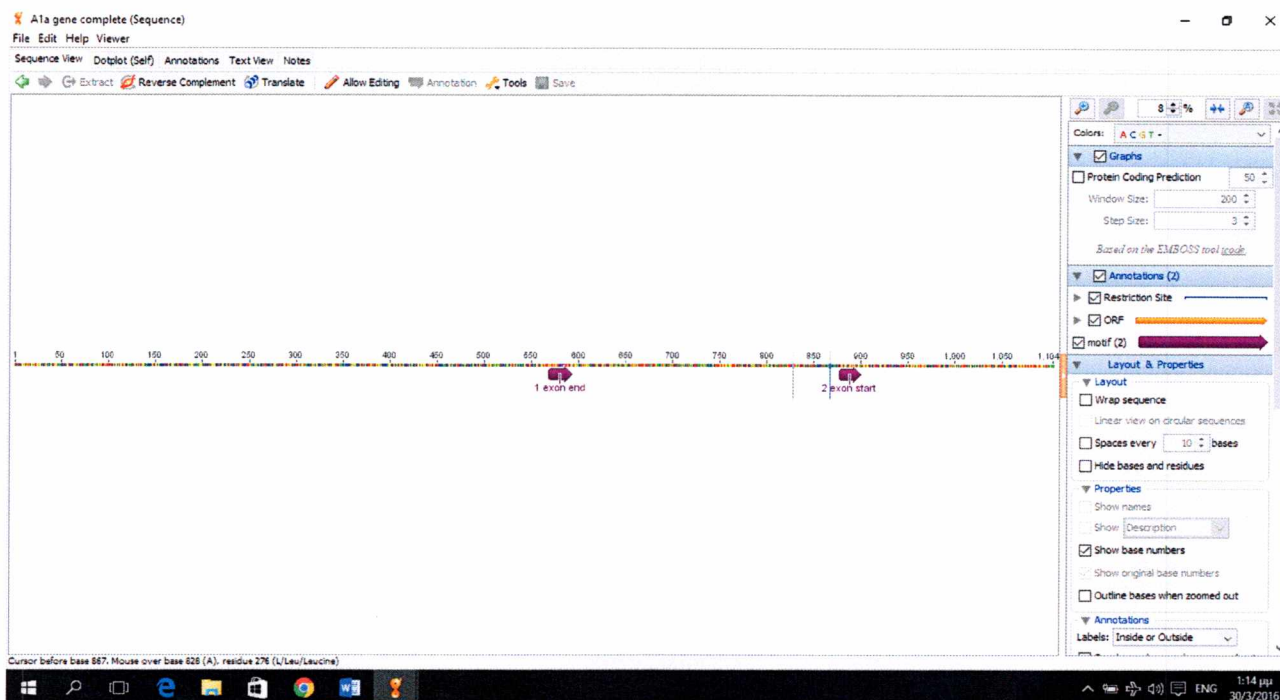 A1a gene complete (Sequence)
File Edit Help Viewer
Sequence View Dotplot (Self) Annotations Text View Notes
Extract Reverse Complement Translate Allow Editing Annotation Tools Save
8 %
Colors: A C G T -
Graphs
Protein Coding Prediction 50
Window Size: 200
Step Size: 3
Based on the EMBOSS tool tcode
Annotations (2)
Restriction Site
ORF
motif (2)
1 50 100 150 200 250 300 350 400 450 500 550 600 650 700 750 800 850 900 950 1,000 1,050 1,104
1 exon end 2 exon start
Layout & Properties
Layout
Wrap sequence
Linear view on circular sequences
Spaces every 10 bases
Hide bases and residues
Properties
Show names
Show Description
Show base numbers
Show original base numbers
Outline bases when zoomed out
Annotations
Labels: Inside or Outside
Cursor before base 867. Mouse over base 828 (A), residue 276 (L/Leu/Leucine)
ENG 1:14 μμ
30/3/2016